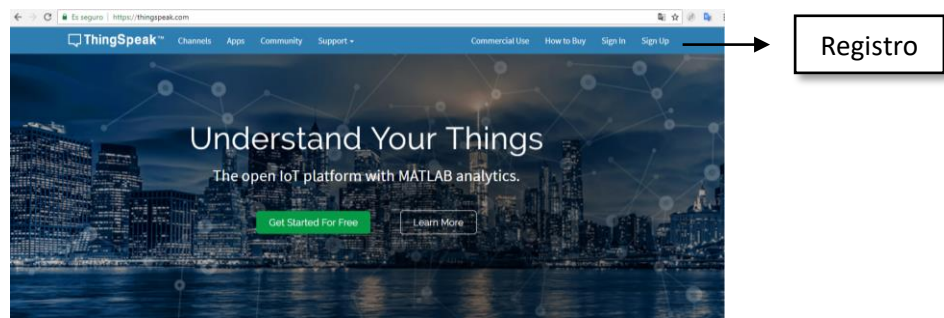 Es seguro | https://thingspeak.com
ThingSpeak™ Channels Apps Community Support Commercial Use How to Buy Sign In Sign Up
Registro
Understand Your Things
The open IoT platform with MATLAB analytics.
Get Started For Free Learn More